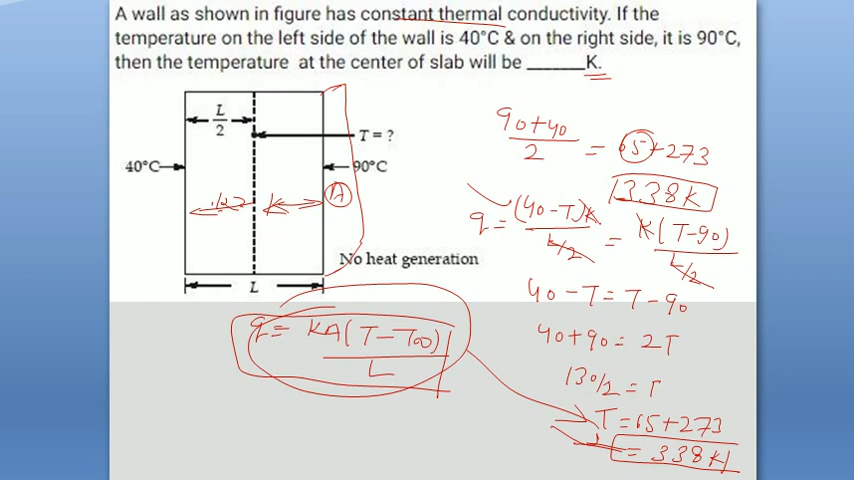 A wall as shown in figure has constant thermal conductivity. If the
temperature on the left side of the wall is 40°C & on the right side, it is 90°C,
then the temperature at the center of slab will be ______K.
L/2
T = ?
40°C
90°C
K
A
No heat generation
L
90+40/2 = 65+273
338K
q = (40-T)k / k/2 = k(T-90) / k/2
40-T = T-90
40+90 = 2T
130/2 = T
T = 65+273
= 338K
q = KA(T-T∞) / L